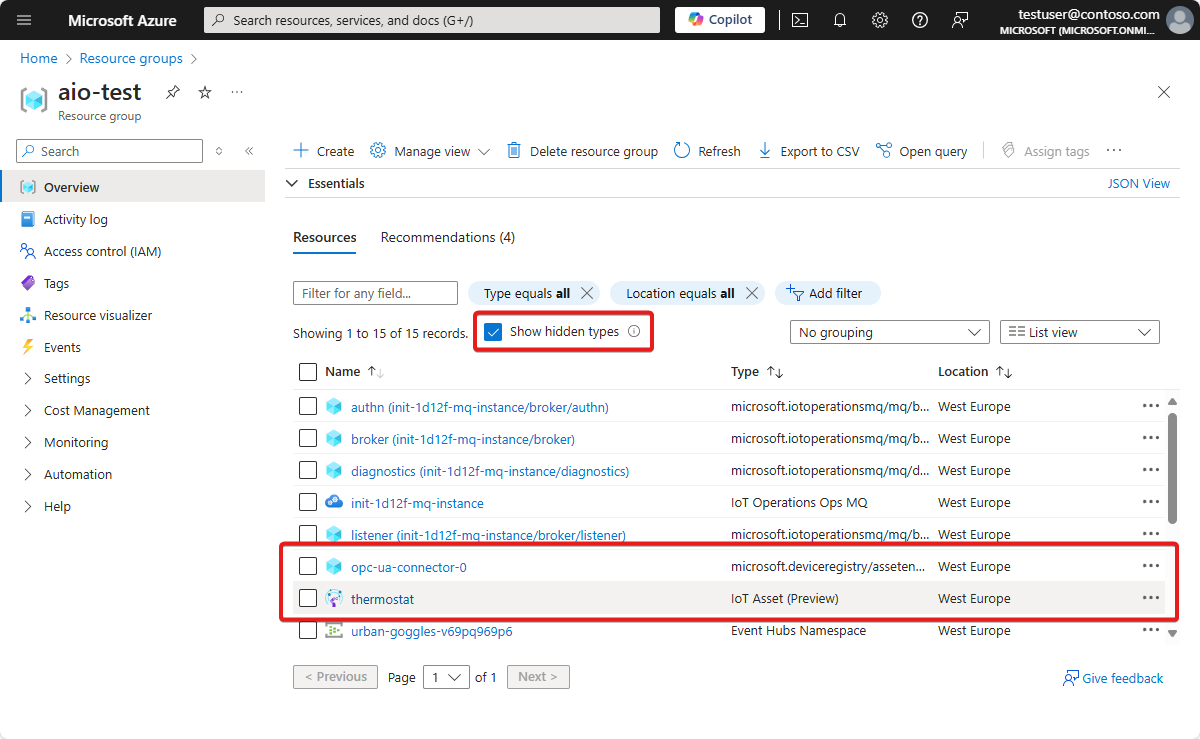 Microsoft Azure
Search resources, services, and docs (G+/)
Copilot
testuser@contoso.com
MICROSOFT (MICROSOFT.ONMI...
Home > Resource groups >
aio-test
Resource group
Search
Overview
Activity log
Access control (IAM)
Tags
Resource visualizer
Events
Settings
Cost Management
Monitoring
Automation
Help
Create Manage view Delete resource group Refresh Export to CSV Open query Assign tags ...
Essentials JSON View
Resources Recommendations (4)
Filter for any field... Type equals all Location equals all Add filter
Showing 1 to 15 of 15 records. Show hidden types No grouping List view
Name Type Location
authn (init-1d12f-mq-instance/broker/authn) microsoft.iotoperationsmq/mq/b... West Europe
broker (init-1d12f-mq-instance/broker) microsoft.iotoperationsmq/mq/b... West Europe
diagnostics (init-1d12f-mq-instance/diagnostics) microsoft.iotoperationsmq/mq/d... West Europe
init-1d12f-mq-instance IoT Operations Ops MQ West Europe
listener (init-1d12f-mq-instance/broker/listener) microsoft.iotoperationsmq/mq/b... West Europe
opc-ua-connector-0 microsoft.deviceregistry/asseten... West Europe
thermostat IoT Asset (Preview) West Europe
urban-goggles-v69pq969p6 Event Hubs Namespace West Europe
< Previous Page 1 of 1 Next > Give feedback